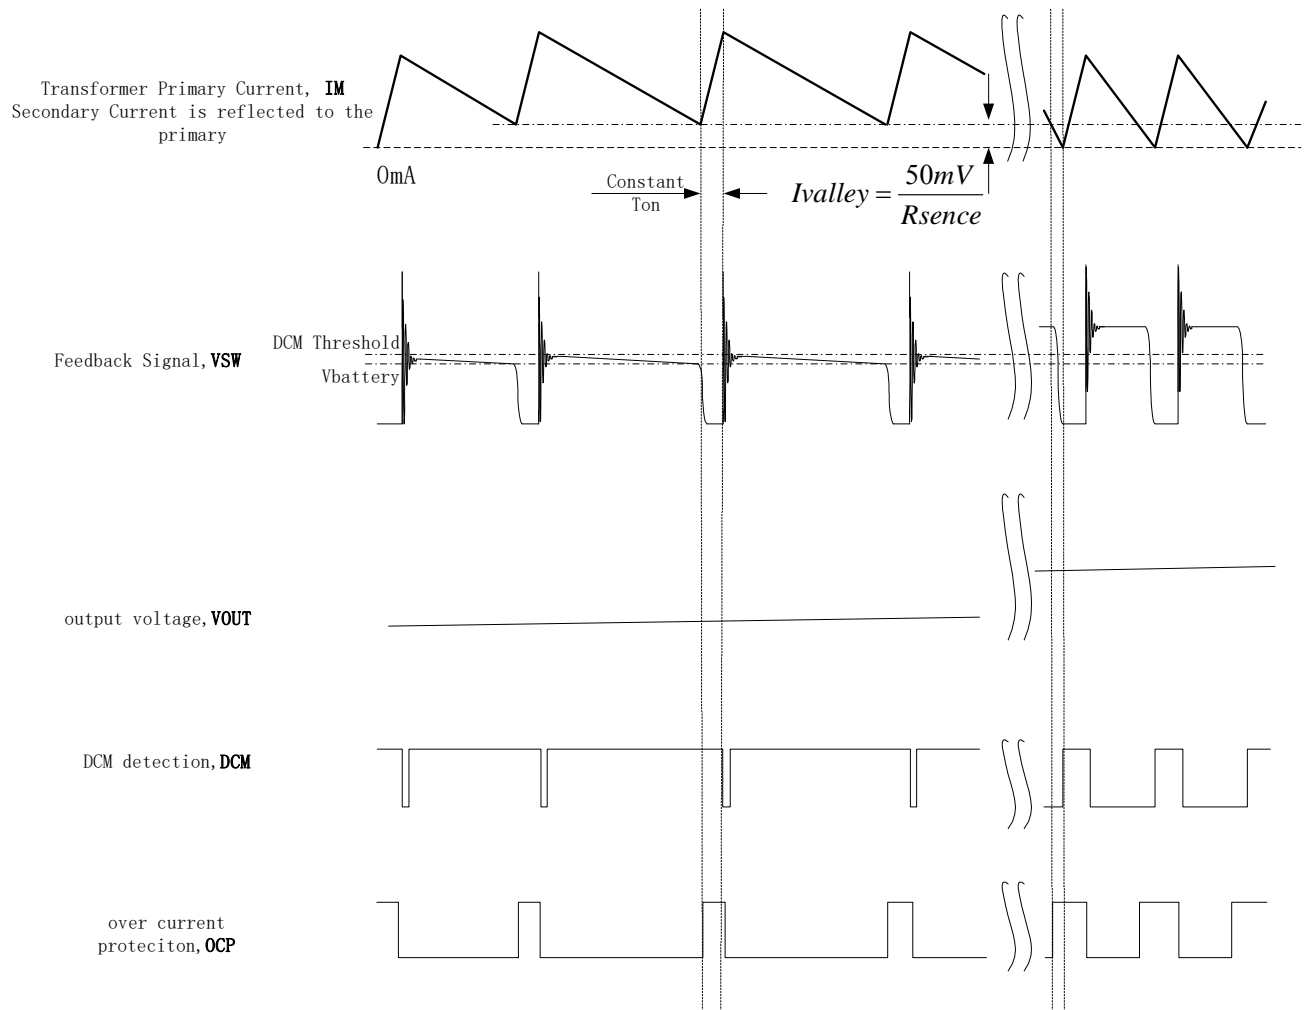 Transformer Primary Current, IM
Secondary Current is reflected to the
primary
0mA
Constant
Ton
Ivalley = 50mV / Rsence
DCM Threshold
Feedback Signal, VSW
Vbattery
output voltage, VOUT
DCM detection, DCM
over current
proteciton, OCP